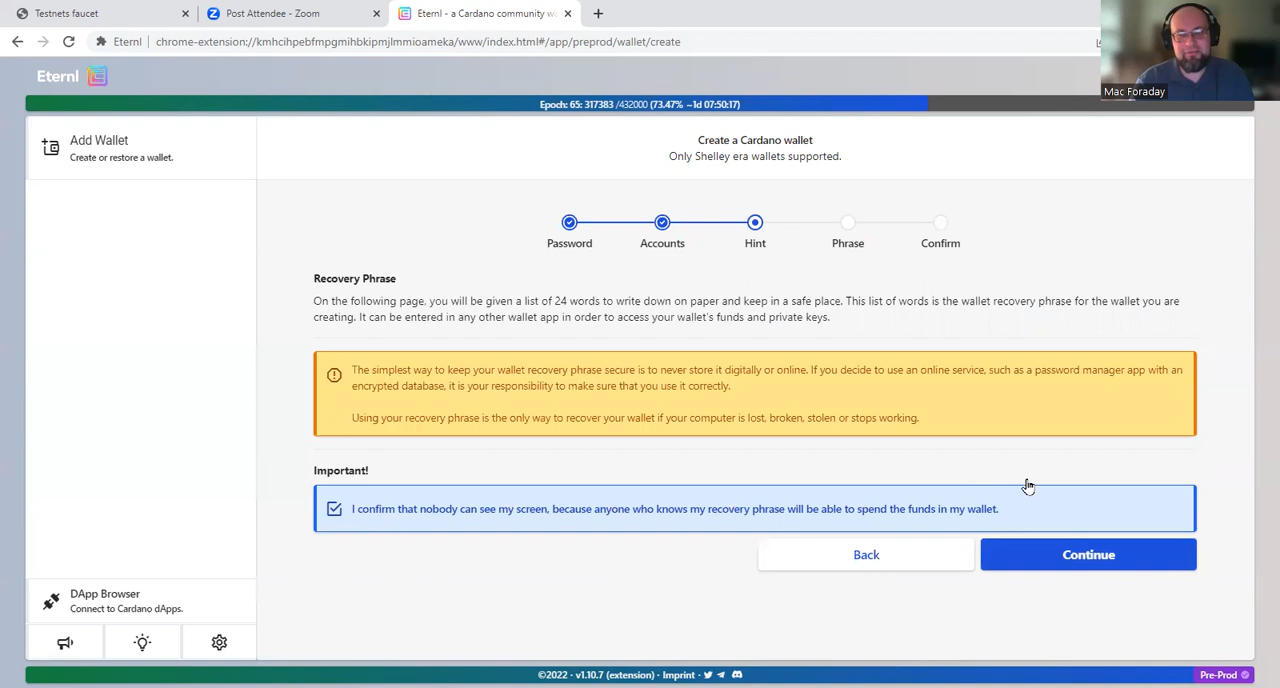 Testnets faucet
Post Attendee - Zoom
Eternl - a Cardano community wa
Eternl
chrome-extension://kmhcihpebfmpgmihbkipmjlmmioameka/www/index.html#/app/preprod/wallet/create
Mac Foraday
Eternl
Epoch: 65: 317383 /432000 (73.47% ~1d 07:50:17)
Add Wallet
Create or restore a wallet.
Create a Cardano wallet
Only Shelley era wallets supported.
Password
Accounts
Hint
Phrase
Confirm
Recovery Phrase
On the following page, you will be given a list of 24 words to write down on paper and keep in a safe place. This list of words is the wallet recovery phrase for the wallet you are
creating. It can be entered in any other wallet app in order to access your wallet's funds and private keys.
The simplest way to keep your wallet recovery phrase secure is to never store it digitally or online. If you decide to use an online service, such as a password manager app with an
encrypted database, it is your responsibility to make sure that you use it correctly.
Using your recovery phrase is the only way to recover your wallet if your computer is lost, broken, stolen or stops working.
Important!
I confirm that nobody can see my screen, because anyone who knows my recovery phrase will be able to spend the funds in my wallet.
Back
Continue
DApp Browser
Connect to Cardano dApps.
©2022 · v1.10.7 (extension) · Imprint ·
Pre-Prod